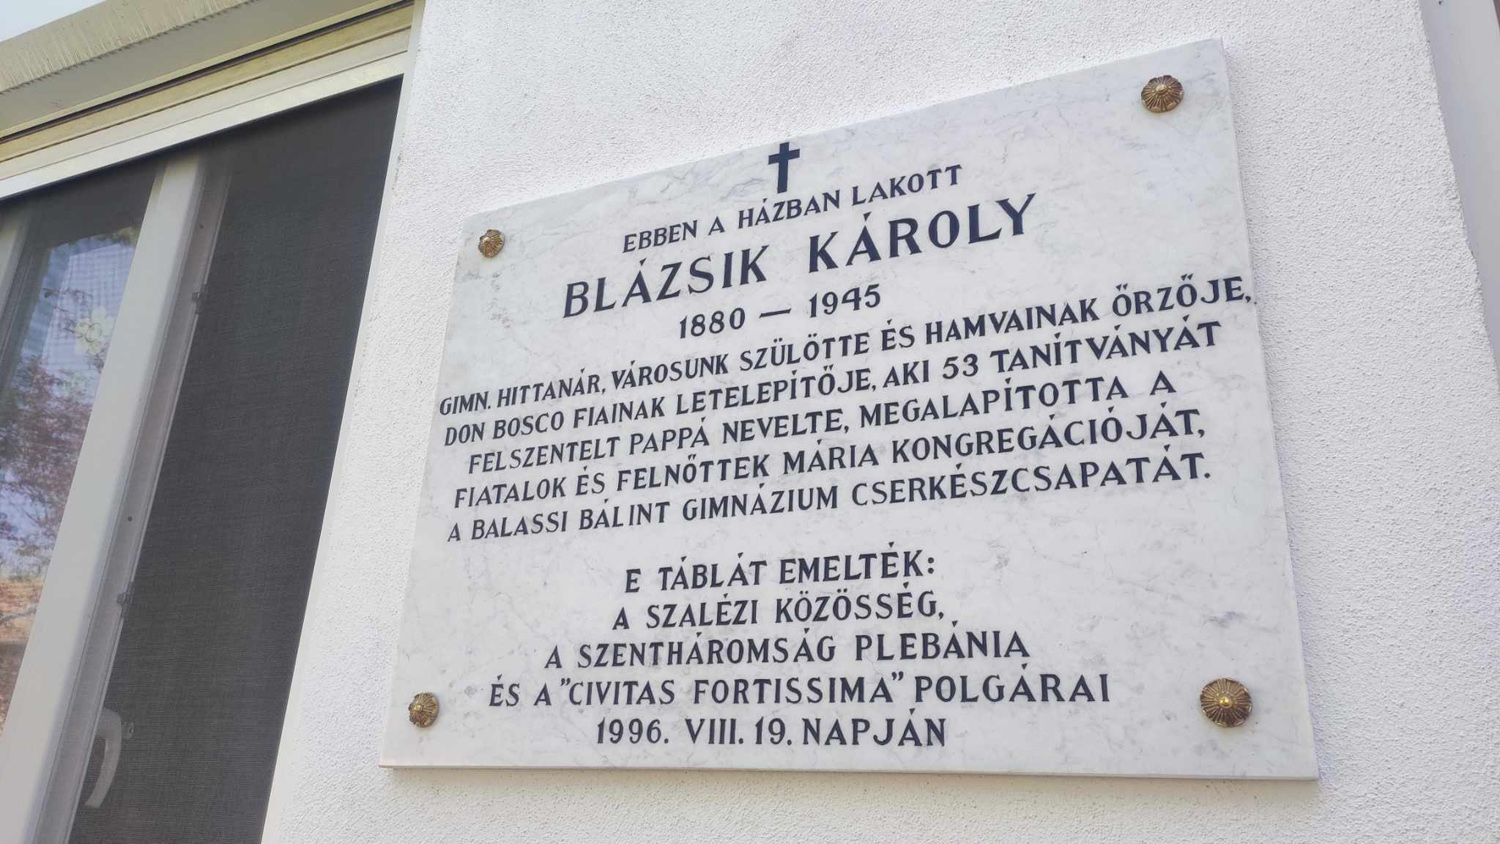 EBBEN A HÁZBAN LAKOTT
BLÁZSIK KÁROLY
1880 — 1945
GIMN. HITTANÁR, VÁROSUNK SZÜLÖTTE ÉS HAMVAINAK ŐRZŐJE,
DON BOSCO FIAINAK LETELEPÍTŐJE, AKI 53 TANÍTVÁNYÁT
FELSZENTELT PAPPÁ NEVELTE, MEGALAPÍTOTTA A
FIATALOK ÉS FELNŐTTEK MÁRIA KONGREGÁCIÓJÁT,
A BALASSI BÁLINT GIMNÁZIUM CSERKÉSZCSAPATÁT.
E TÁBLÁT EMELTÉK:
A SZALÉZI KÖZÖSSÉG,
A SZENTHÁROMSÁG PLEBÁNIA
ÉS A "CIVITAS FORTISSIMA" POLGÁRAI
1996. VIII. 19. NAPJÁN